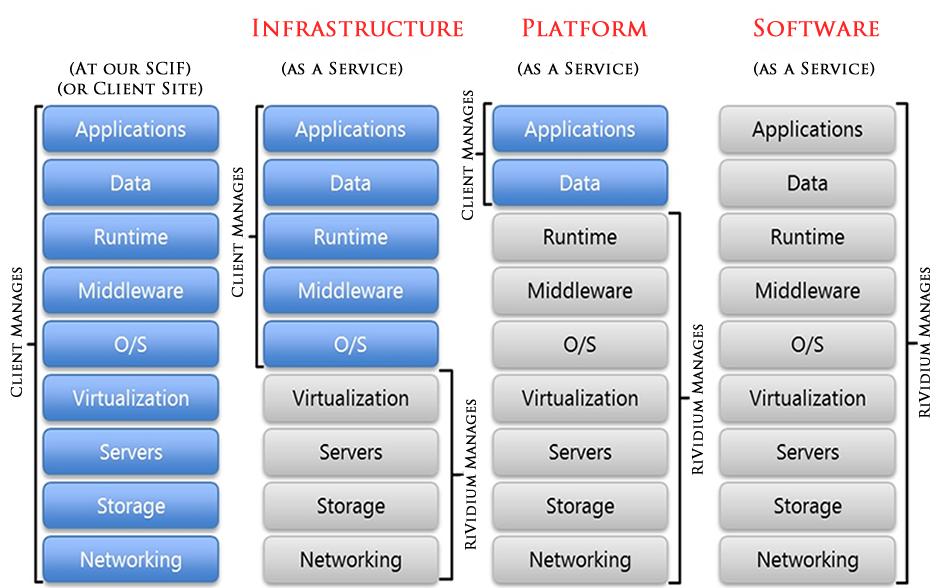 INFRASTRUCTURE
PLATFORM
SOFTWARE
(AT OUR SCIF)
(OR CLIENT SITE)
(AS A SERVICE)
(AS A SERVICE)
(AS A SERVICE)
CLIENT MANAGES
Applications
Data
Runtime
Middleware
O/S
Virtualization
Servers
Storage
Networking
CLIENT MANAGES
Applications
Data
Runtime
Middleware
O/S
Virtualization
Servers
Storage
Networking
RIVIDIUM MANAGES
CLIENT MANAGES
Applications
Data
Runtime
Middleware
O/S
Virtualization
Servers
Storage
Networking
RIVIDIUM MANAGES
Applications
Data
Runtime
Middleware
O/S
Virtualization
Servers
Storage
Networking
RIVIDIUM MANAGES